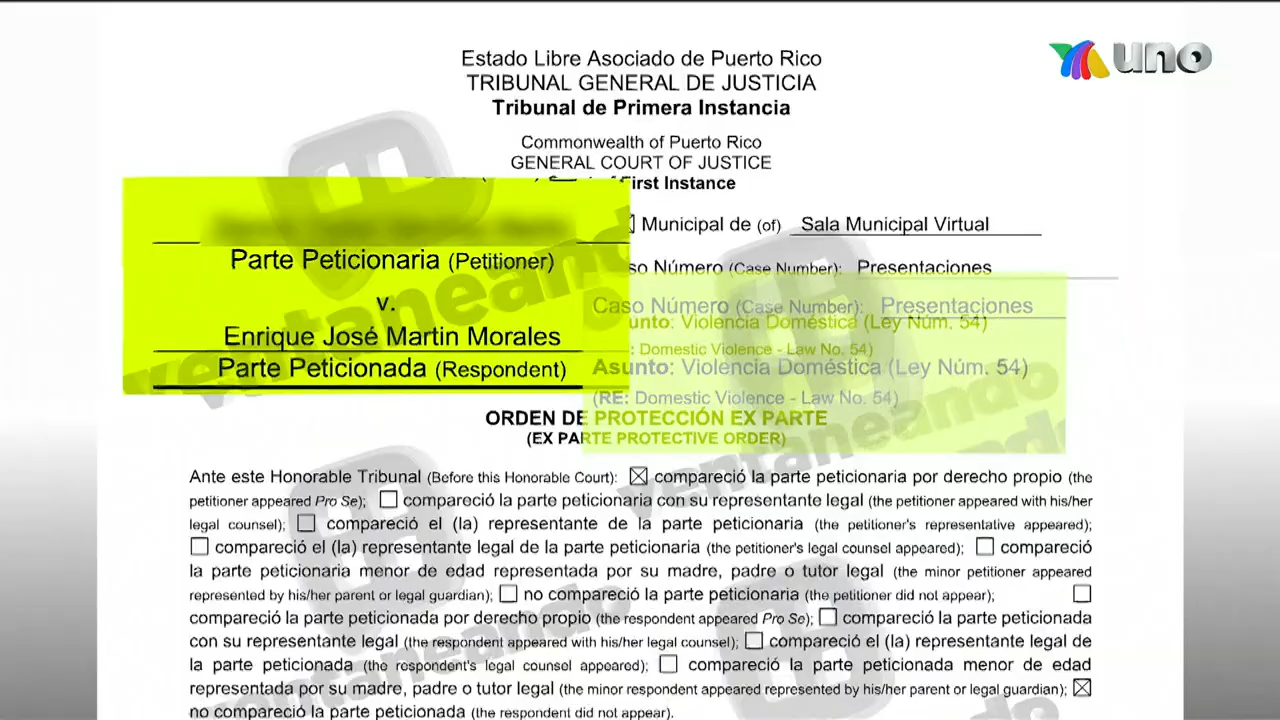 uno
Estado Libre Asociado de Puerto Rico
TRIBUNAL GENERAL DE JUSTICIA
Tribunal de Primera Instancia
Commonwealth of Puerto Rico
GENERAL COURT OF JUSTICE
First Instance
Municipal de (of) Sala Municipal Virtual
Parte Peticionaria (Petitioner)
v.
Enrique José Martin Morales
Parte Peticionada (Respondent)
Número (Case Number): Presentaciones
Caso Número (Case Number): Presentaciones
Violencia Doméstica (Ley Núm. 54)
Domestic Violence - Law No. 54)
Asunto: Violencia Doméstica (Ley Núm. 54)
(RE: Domestic Violence - Law No. 54)
ORDEN DE PROTECCIÓN EX PARTE
(EX PARTE PROTECTIVE ORDER)
Ante este Honorable Tribunal (Before this Honorable Court): ☒ compareció la parte peticionaria por derecho propio (the
petitioner appeared Pro Se); ☐ compareció la parte peticionaria con su representante legal (the petitioner appeared with his/her
legal counsel); ☐ compareció el (la) representante de la parte peticionaria (the petitioner's representative appeared);
☐ compareció el (la) representante legal de la parte peticionaria (the petitioner's legal counsel appeared); ☐ compareció
la parte peticionaria menor de edad representada por su madre, padre o tutor legal (the minor petitioner appeared
represented by his/her parent or legal guardian); ☐ no compareció la parte peticionaria (the petitioner did not appear); ☐
compareció la parte peticionada por derecho propio (the respondent appeared Pro Se); ☐ compareció la parte peticionada
con su representante legal (the respondent appeared with his/her legal counsel); ☐ compareció el (la) representante legal de
la parte peticionada (the respondent's legal counsel appeared); ☐ compareció la parte peticionada menor de edad
representada por su madre, padre o tutor legal (the minor respondent appeared represented by his/her parent or legal guardian); ☒
no compareció la parte peticionada (the respondent did not appear).
ventaneando
ventaneando
ventaneando